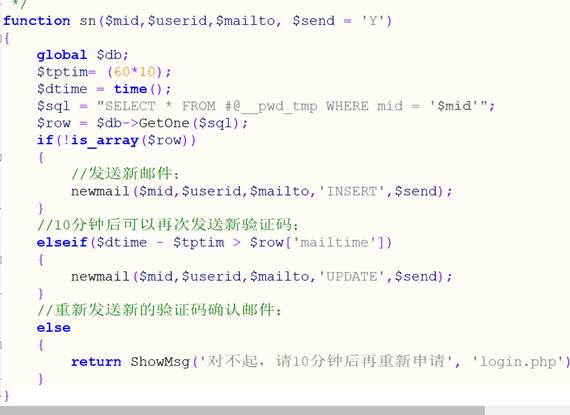 */
function sn($mid,$userid,$mailto, $send = 'Y')
{
global $db;
$tptim= (60*10);
$dtime = time();
$sql = "SELECT * FROM #@__pwd_tmp WHERE mid = '$mid'";
$row = $db->GetOne($sql);
if(!is_array($row))
{
//发送新邮件;
newmail($mid,$userid,$mailto,'INSERT',$send);
}
//10分钟后可以再次发送新验证码;
elseif($dtime - $tptim > $row['mailtime'])
{
newmail($mid,$userid,$mailto,'UPDATE',$send);
}
//重新发送新的验证码确认邮件;
else
{
return ShowMsg('对不起，请10分钟后再重新申请', 'login.php')
}
}